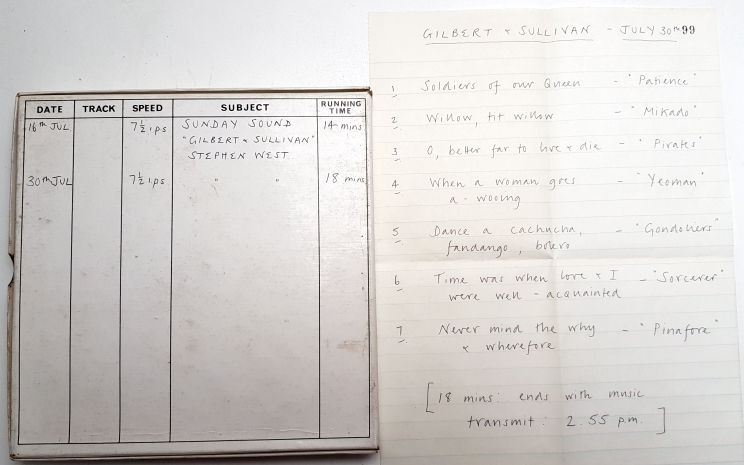 DATE TRACK SPEED SUBJECT RUNNING TIME
16th JUL 7½ ips SUNDAY SOUND 14 mins
"GILBERT & SULLIVAN"
STEPHEN WEST
30th JUL 7½ ips " " 18 mins
GILBERT & SULLIVAN - JULY 30th 99
1 Soldiers of our Queen - "Patience"
2 Willow, tit willow - "Mikado"
3 O, better far to live & die - "Pirates"
4 When a woman goes - "Yeoman"
a-wooing
5 Dance a cachucha, - "Gondoliers"
fandango, bolero
6 Time was when love & I - "Sorcerer"
were well-acquainted
7 Never mind the why - "Pinafore"
& wherefore
[18 mins: ends with music
transmit: 2.55 pm.]